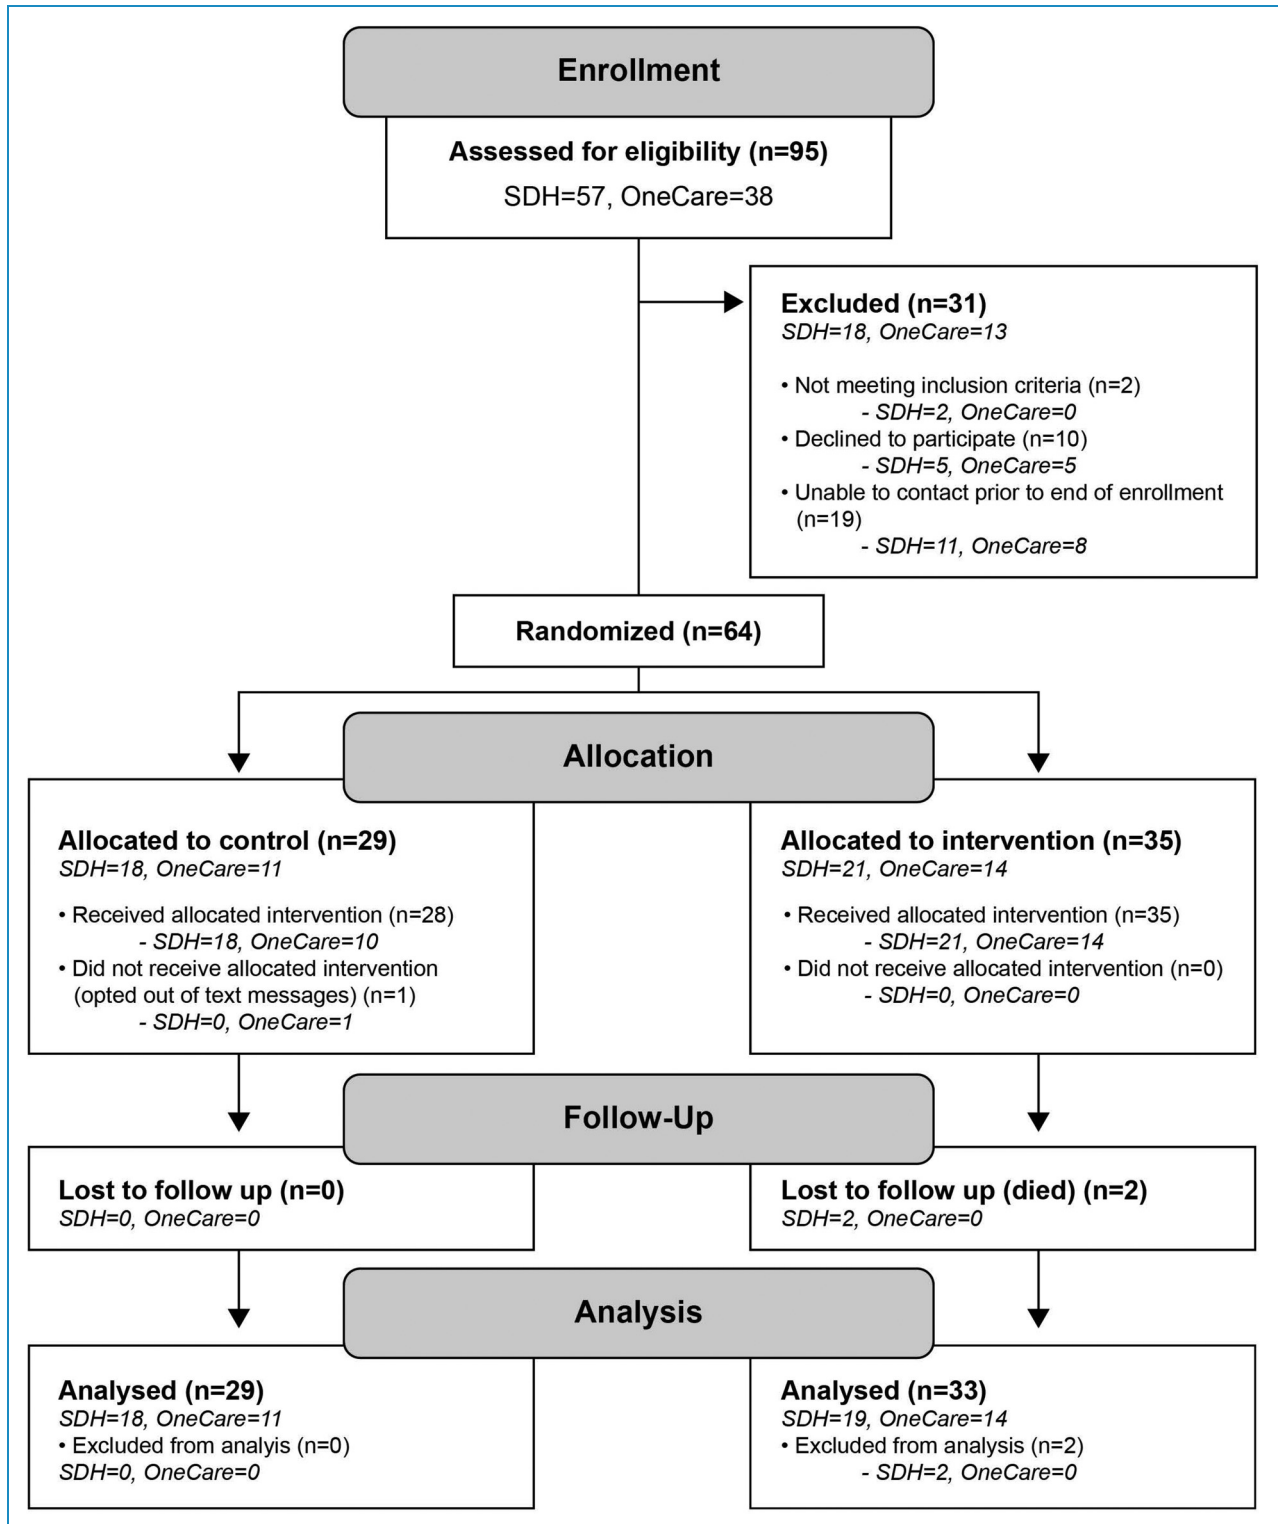 Enrollment
Assessed for eligibility (n=95)
SDH=57, OneCare=38
Excluded (n=31)
SDH=18, OneCare=13
• Not meeting inclusion criteria (n=2)
- SDH=2, OneCare=0
• Declined to participate (n=10)
- SDH=5, OneCare=5
• Unable to contact prior to end of enrollment
(n=19)
- SDH=11, OneCare=8
Randomized (n=64)
Allocation
Allocated to control (n=29)
SDH=18, OneCare=11
• Received allocated intervention (n=28)
- SDH=18, OneCare=10
• Did not receive allocated intervention
(opted out of text messages) (n=1)
- SDH=0, OneCare=1
Allocated to intervention (n=35)
SDH=21, OneCare=14
• Received allocated intervention (n=35)
- SDH=21, OneCare=14
• Did not receive allocated intervention (n=0)
- SDH=0, OneCare=0
Follow-Up
Lost to follow up (n=0)
SDH=0, OneCare=0
Lost to follow up (died) (n=2)
SDH=2, OneCare=0
Analysis
Analysed (n=29)
SDH=18, OneCare=11
• Excluded from analyis (n=0)
SDH=0, OneCare=0
Analysed (n=33)
SDH=19, OneCare=14
• Excluded from analysis (n=2)
- SDH=2, OneCare=0